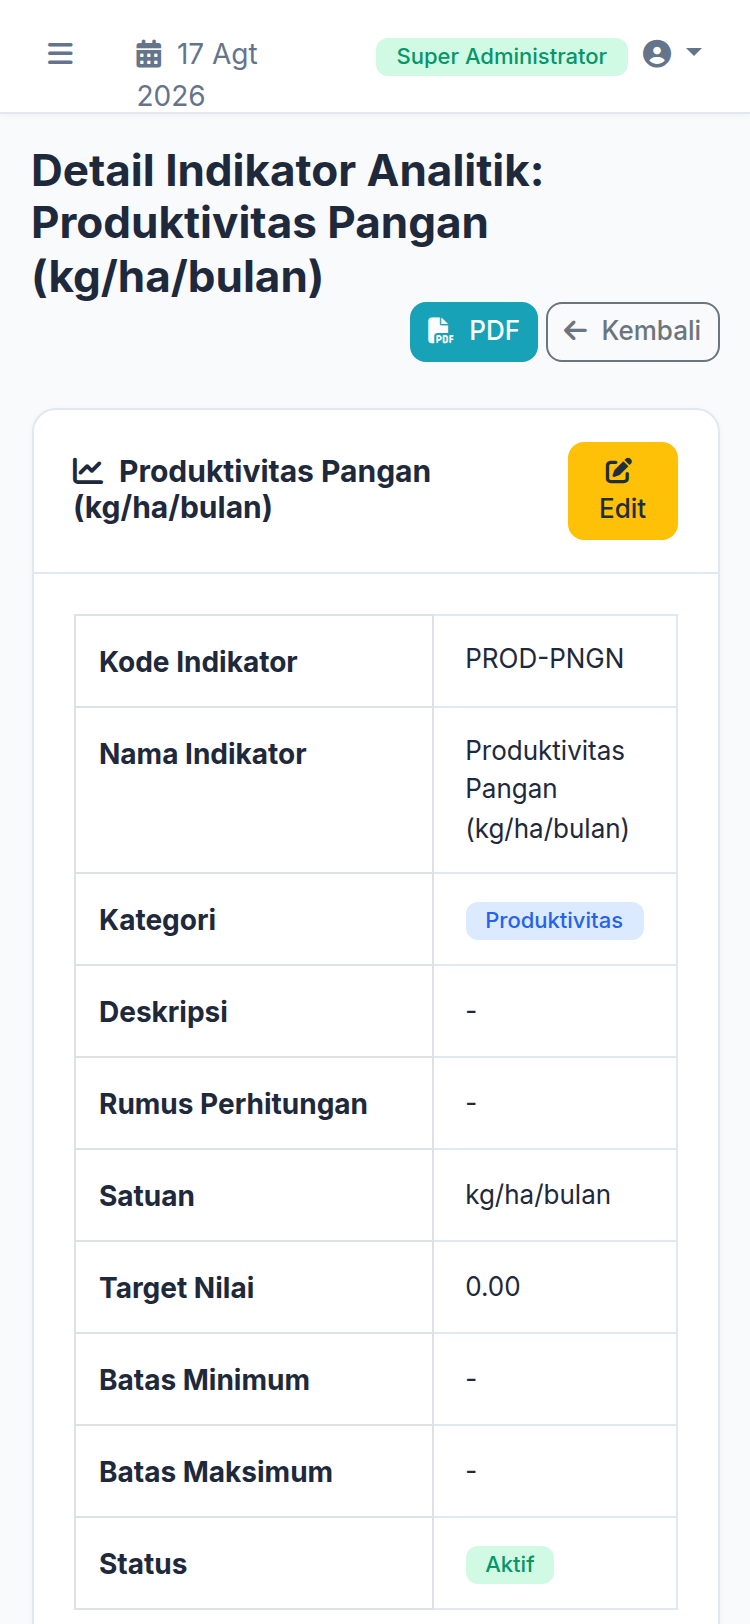 17 Agt
2026
Super Administrator
Detail Indikator Analitik:
Produktivitas Pangan
(kg/ha/bulan)
PDF
Kembali
Produktivitas Pangan
(kg/ha/bulan)
Edit
Kode Indikator
PROD-PNGN
Nama Indikator
Produktivitas
Pangan
(kg/ha/bulan)
Kategori
Produktivitas
Deskripsi
-
Rumus Perhitungan
-
Satuan
kg/ha/bulan
Target Nilai
0.00
Batas Minimum
-
Batas Maksimum
-
Status
Aktif